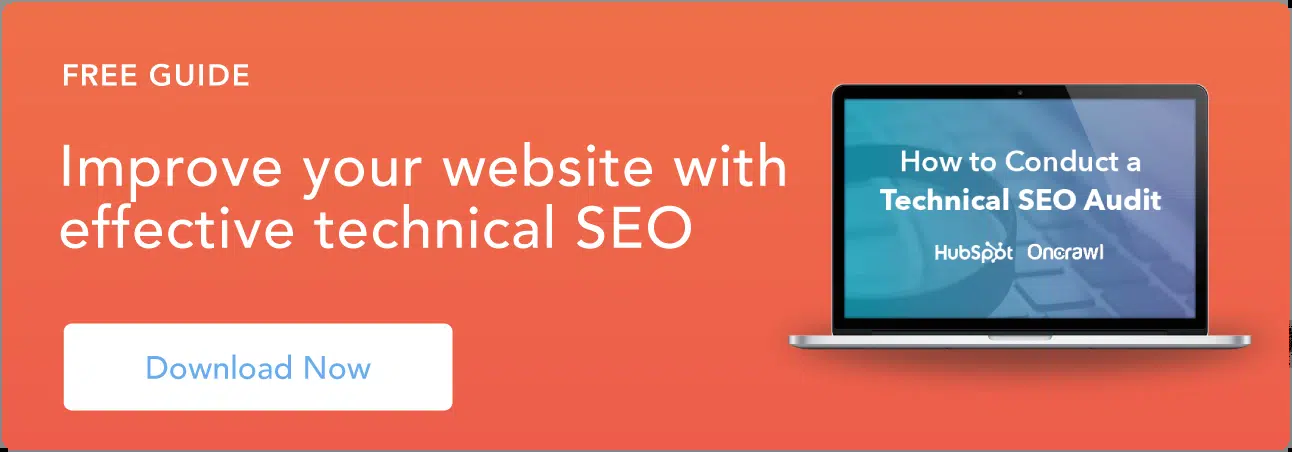 FREE GUIDE
Improve your website with
effective technical SEO
Download Now
How to Conduct a
Technical SEO Audit
HubSpot Oncrawl